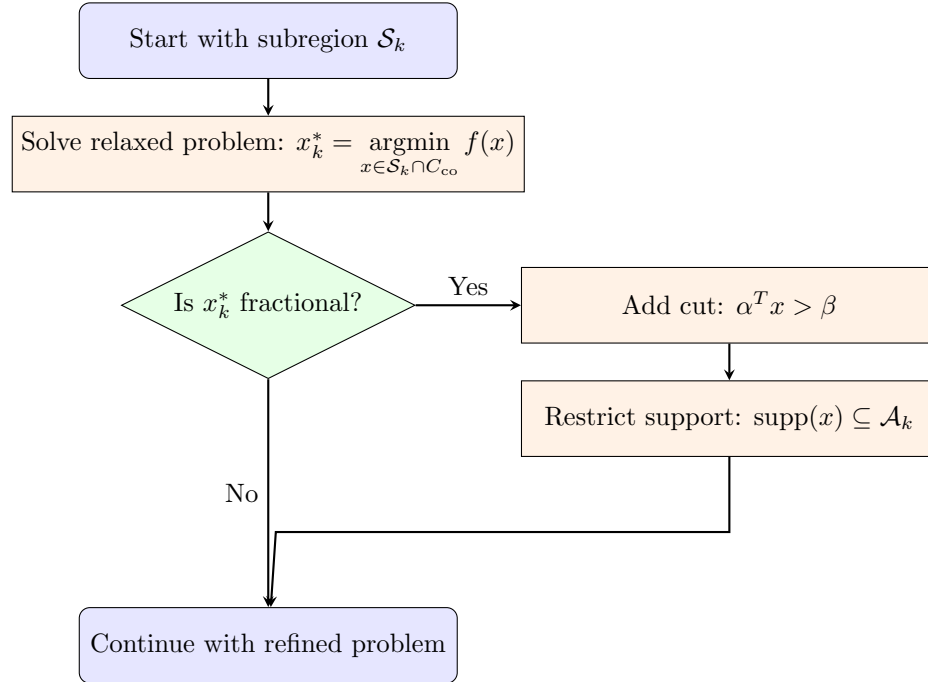 Start with subregion $\mathcal{S}_k$
Solve relaxed problem: $x_k^* = \underset{x \in \mathcal{S}_k \cap C_{\mathrm{co}}}{\operatorname{argmin}} f(x)$
Is $x_k^*$ fractional?
Yes
Add cut: $\alpha^T x > \beta$
Restrict support: $\operatorname{supp}(x) \subseteq \mathcal{A}_k$
No
Continue with refined problem